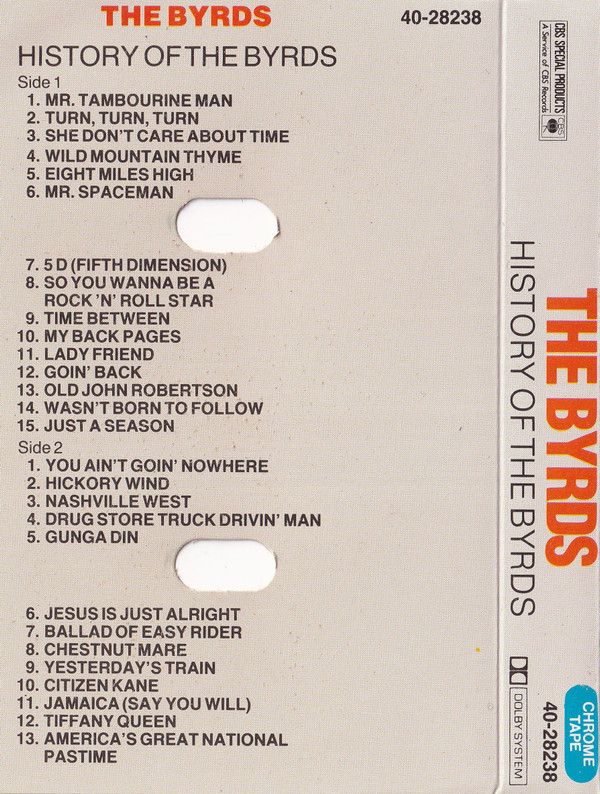 THE BYRDS
40-28238
HISTORY OF THE BYRDS
Side 1
1. MR. TAMBOURINE MAN
2. TURN, TURN, TURN
3. SHE DON'T CARE ABOUT TIME
4. WILD MOUNTAIN THYME
5. EIGHT MILES HIGH
6. MR. SPACEMAN
7. 5 D (FIFTH DIMENSION)
8. SO YOU WANNA BE A
ROCK 'N' ROLL STAR
9. TIME BETWEEN
10. MY BACK PAGES
11. LADY FRIEND
12. GOIN' BACK
13. OLD JOHN ROBERTSON
14. WASN'T BORN TO FOLLOW
15. JUST A SEASON
Side 2
1. YOU AIN'T GOIN' NOWHERE
2. HICKORY WIND
3. NASHVILLE WEST
4. DRUG STORE TRUCK DRIVIN' MAN
5. GUNGA DIN
6. JESUS IS JUST ALRIGHT
7. BALLAD OF EASY RIDER
8. CHESTNUT MARE
9. YESTERDAY'S TRAIN
10. CITIZEN KANE
11. JAMAICA (SAY YOU WILL)
12. TIFFANY QUEEN
13. AMERICA'S GREAT NATIONAL
PASTIME
CBS SPECIAL PRODUCTS
A Service of CBS Records
CBS
THE BYRDS
HISTORY OF THE BYRDS
DOLBY SYSTEM
CHROME
TAPE
40-28238